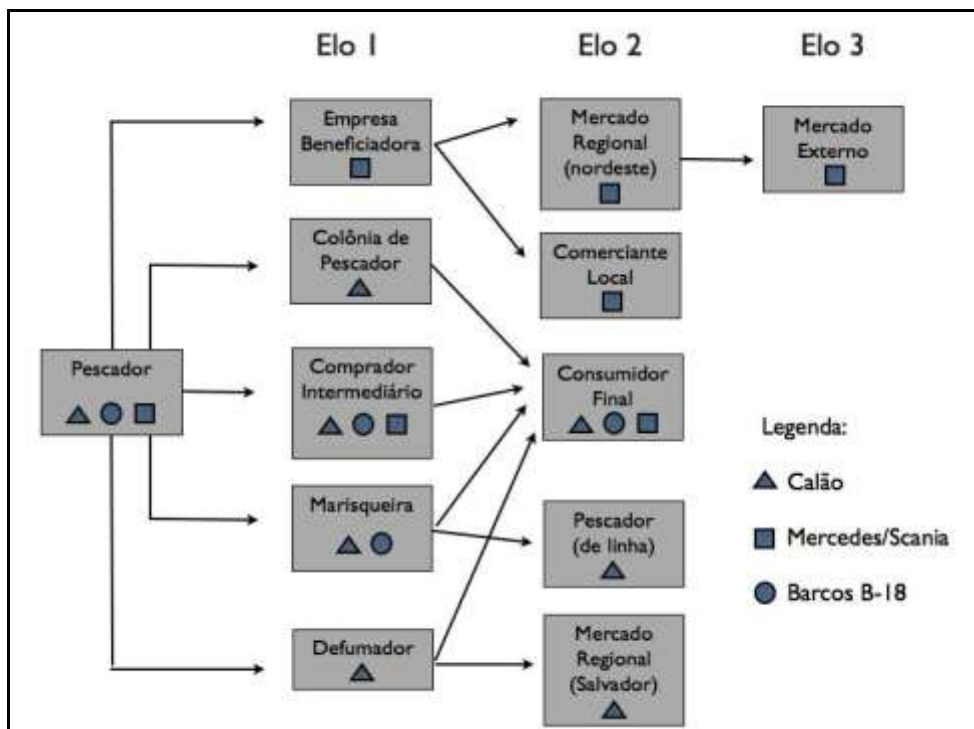 Elo 1
Elo 2
Elo 3
Empresa
Beneficiadora
Mercado
Regional
(nordeste)
Mercado
Externo
Colônia de
Pescador
Comerciante
Local
Pescador
Comprador
Intermediário
Consumidor
Final
Marisqueira
Pescador
(de linha)
Defumador
Mercado
Regional
(Salvador)
Legenda:
Calão
Mercedes/Scania
Barcos B-18